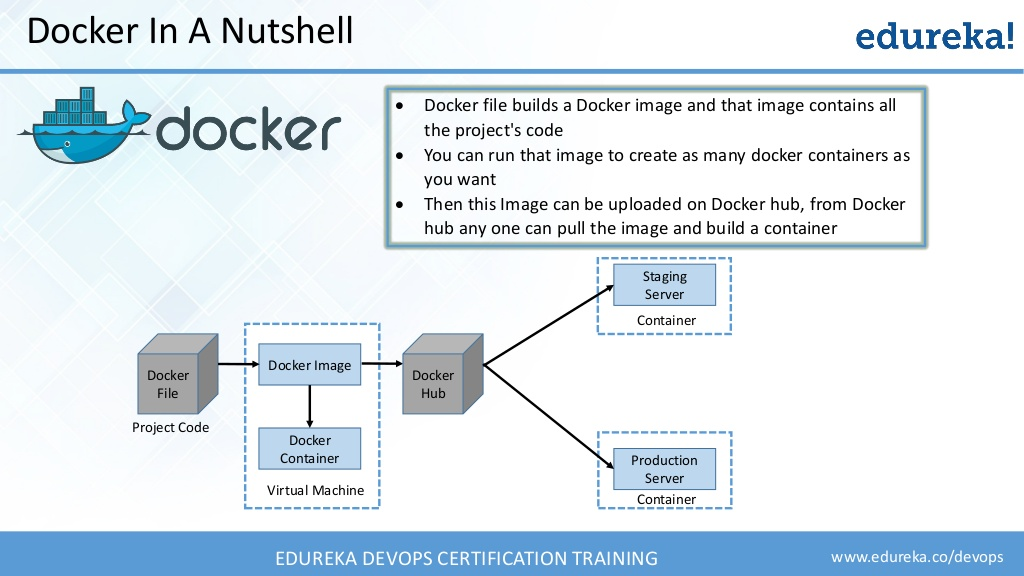 Docker In A Nutshell
edureka!
docker
• Docker file builds a Docker image and that image contains all
the project's code
• You can run that image to create as many docker containers as
you want
• Then this Image can be uploaded on Docker hub, from Docker
hub any one can pull the image and build a container
Staging
Server
Container
Docker
File
Project Code
Docker Image
Docker
Container
Virtual Machine
Docker
Hub
Production
Server
Container
EDUREKA DEVOPS CERTIFICATION TRAINING
www.edureka.co/devops